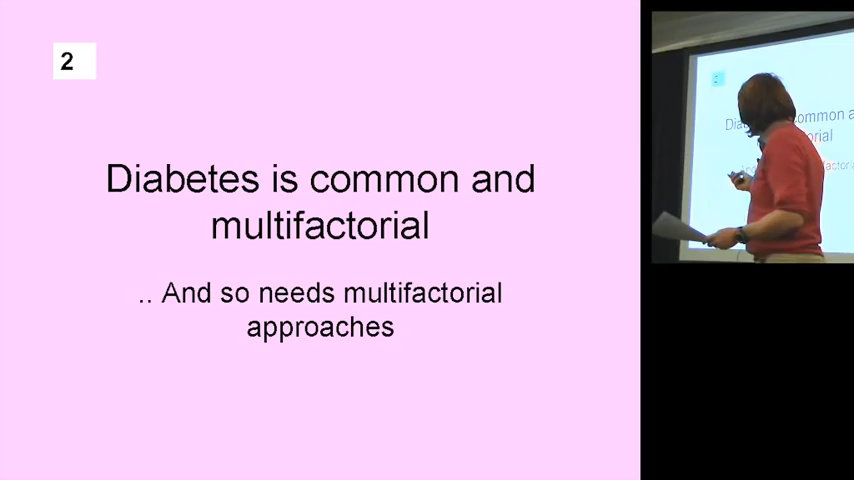 2
Diabetes is common and
multifactorial
.. And so needs multifactorial
approaches